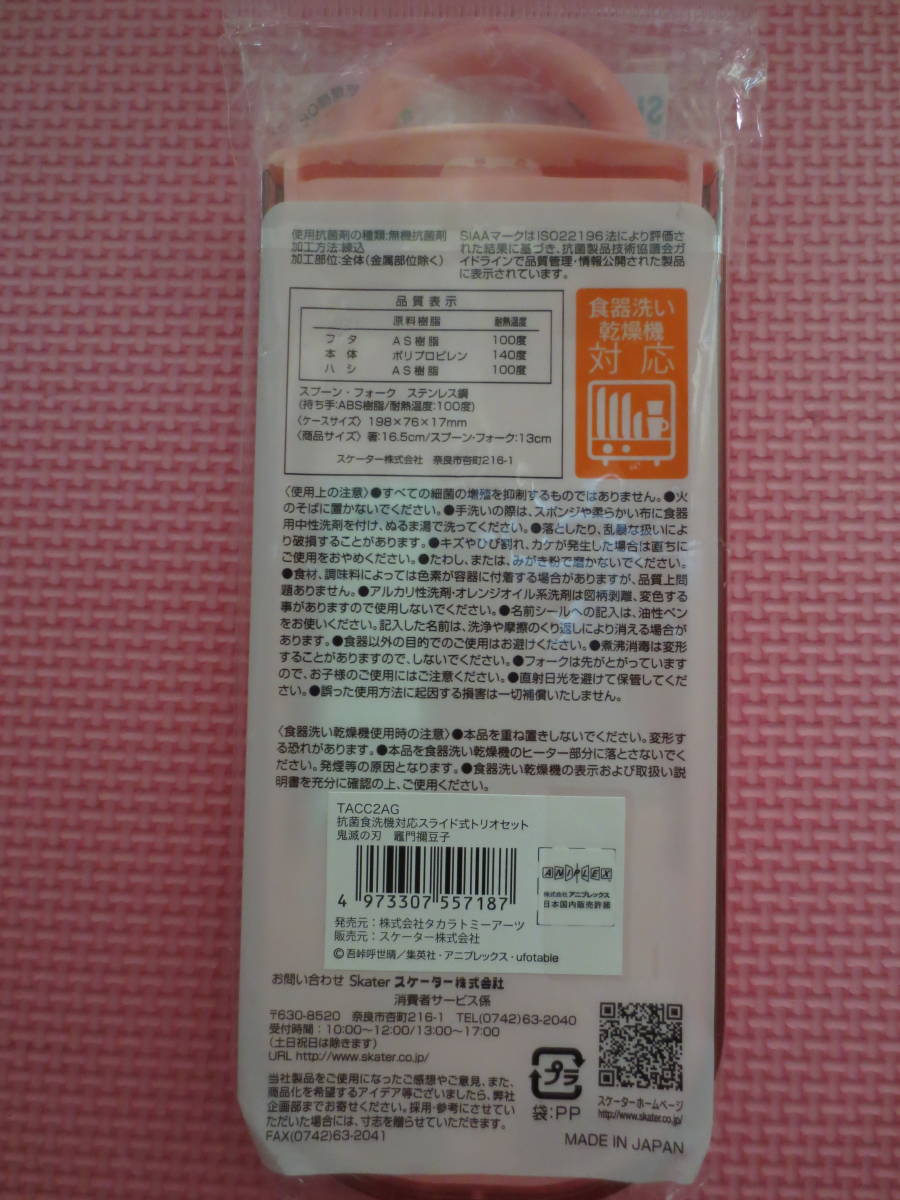 使用抗菌剤の種類:無機抗菌剤
加工方法:練込
加工部位:全体(金属部位除く)
SIAAマークはISO22196法により評価さ
れた結果に基づき、抗菌製品技術協議会ガ
イドラインで品質管理・情報公開された製品
に表示されています。
品質表示
原料樹脂 耐熱温度
フタ AS樹脂 100度
本体 ポリプロピレン 140度
ハシ AS樹脂 100度
スプーン・フォーク ステンレス鋼
(持ち手:ABS樹脂/耐熱温度:100度)
〈ケースサイズ〉198×76×17mm
〈商品サイズ〉箸:16.5cm/スプーン・フォーク:13cm
スケーター株式会社 奈良市杏町216-1
食器洗い
乾燥機
対応
〈使用上の注意〉●すべての細菌の増殖を抑制するものではありません。●火
のそばに置かないでください。●手洗いの際は、スポンジや柔らかい布に食器
用中性洗剤を付け、ぬるま湯で洗ってください。●落としたり、乱暴な扱いによ
り破損することがあります。●キズやひび割れ、カケが発生した場合は直ちに
ご使用をおやめください。●たわし、または、みがき粉で磨かないでください。
●食材、調味料によっては色素が容器に付着する場合がありますが、品質上問
題ありません。●アルカリ性洗剤・オレンジオイル系洗剤は図柄剥離、変色する
事がありますので使用しないでください。●名前シールへの記入は、油性ペン
をお使いください。記入した名前は、洗浄や摩擦のくり返しにより消える場合が
あります。●食器以外の目的でのご使用はお避けください。●煮沸消毒は変形
することがありますので、しないでください。●フォークは先がとがっています
ので、お子様のご使用にはご注意ください。●直射日光を避けて保管してくだ
さい。●誤った使用方法に起因する損害は一切補償いたしません。
〈食器洗い乾燥機使用時の注意〉●本品を重ね置きしないでください。変形す
る恐れがあります。●本品を食器洗い乾燥機のヒーター部分に落とさないでく
ださい。発煙等の原因となります。●食器洗い乾燥機の表示および取扱い説
明書を充分に確認の上、ご使用ください。
TACC2AG
抗菌食洗機対応スライド式トリオセット
鬼滅の刃 竈門禰豆子
4 973307 557187
ANIPLEX
株式会社アニプレックス
日本国内販売許諾
発売元:株式会社タカラトミーアーツ
販売元:スケーター株式会社
©吾峠呼世晴/集英社・アニプレックス・ufotable
お問い合わせ Skater スケーター株式会社
消費者サービス係
〒630-8520 奈良市杏町216-1 TEL(0742)63-2040
受付時間:10:00〜12:00/13:00〜17:00
(土日祝日は除きます)
URL http://www.skater.co.jp/
当社製品をご使用になったご感想やご意見、また、
商品化を希望するアイデア等ございましたら、弊社
企画部までお寄せください。採用・参考にさせてい
ただいた場合には、寸志を贈らせていただきます。
FAX(0742)63-2041
プラ
袋:PP
スケーターホームページ
http://www.skater.co.jp/
MADE IN JAPAN